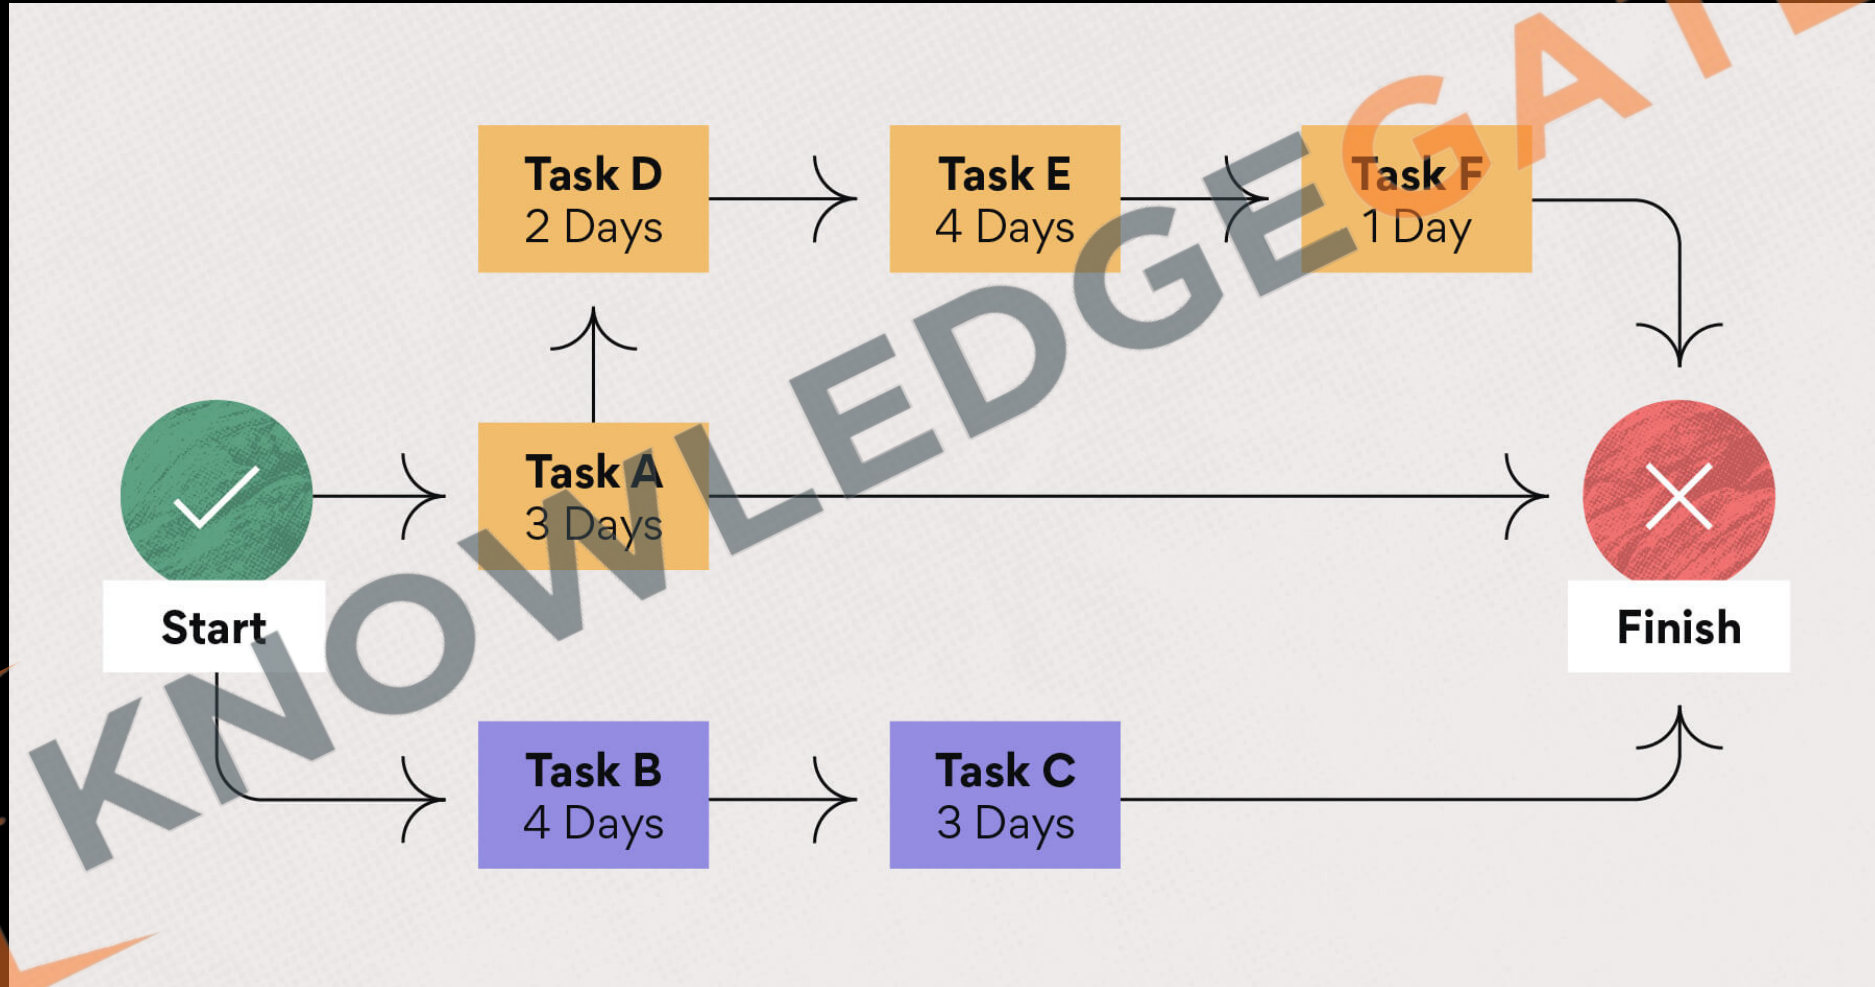 Task D
2 Days
Task E
4 Days
Task F
1 Day
Task A
3 Days
Start
Finish
Task B
4 Days
Task C
3 Days
KNOWLEDGEGATE